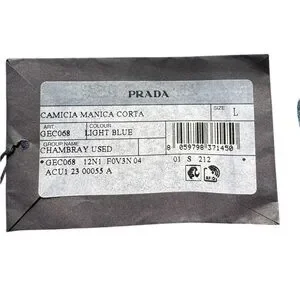 PRADA
CAMICIA MANICA CORTA
SIZE
L
ART.
COLOUR
GEC068
LIGHT BLUE
GROUP NAME
CHAMBRAY USED
8 059798 371450
*GEC068 12N1 F0V3N 04 01 S 212
ACU1 23 00055 A